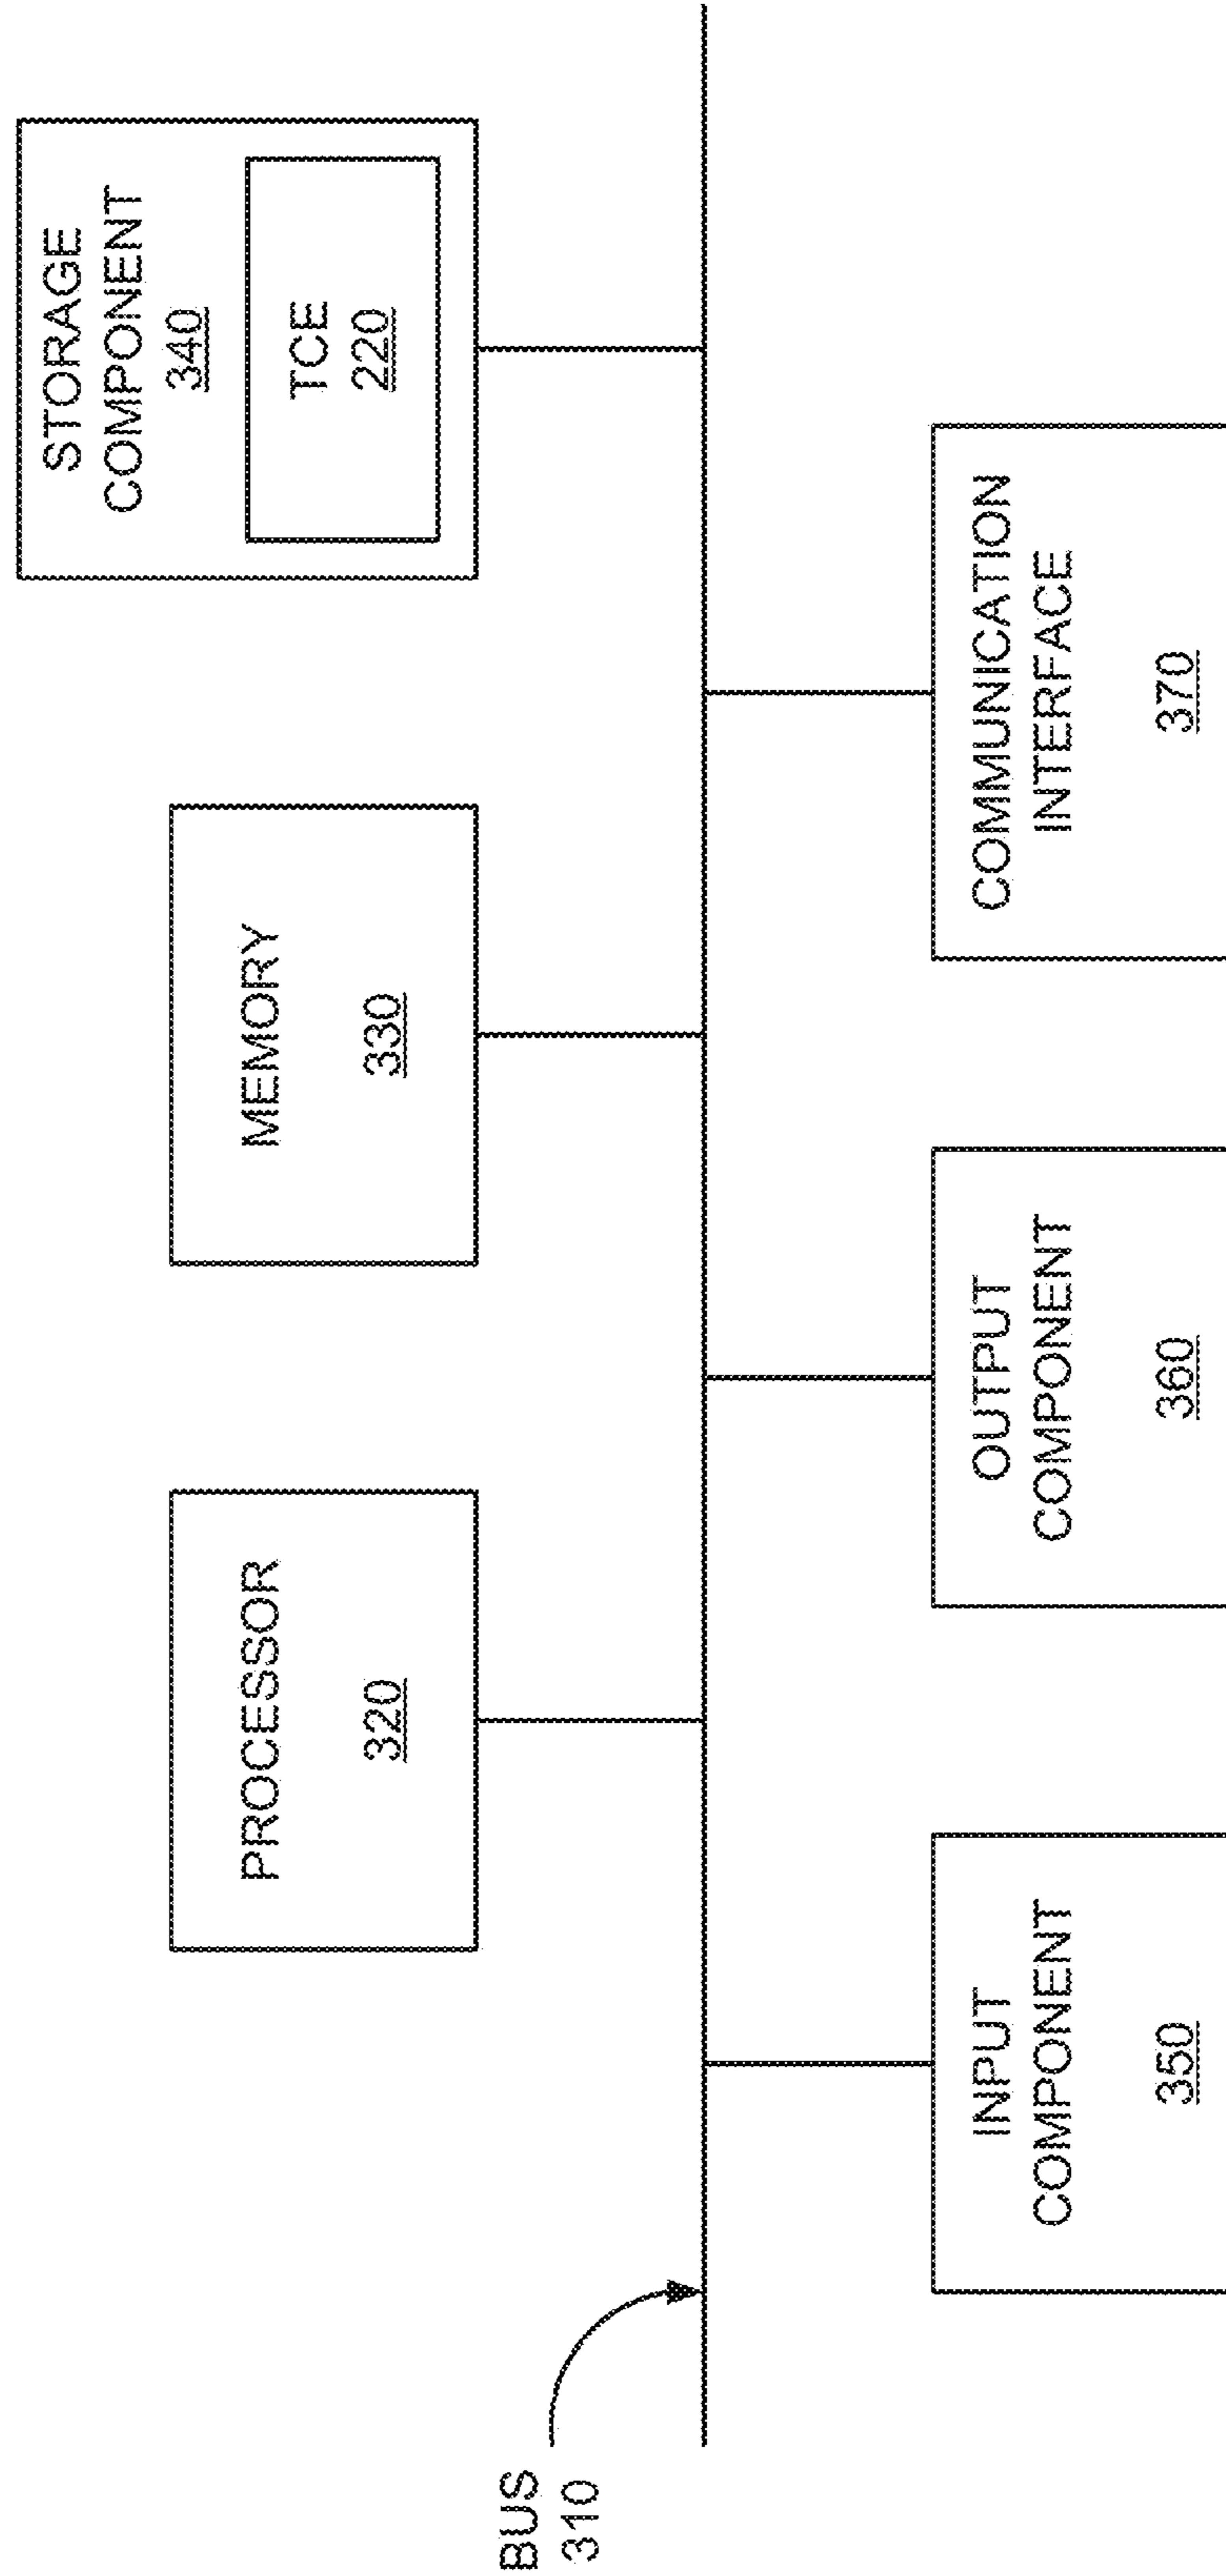 STORAGE
COMPONENT
340
TCE
220
MEMORY
330
PROCESSOR
320
BUS
310
INPUT
COMPONENT
350
OUTPUT
COMPONENT
360
COMMUNICATION
INTERFACE
370